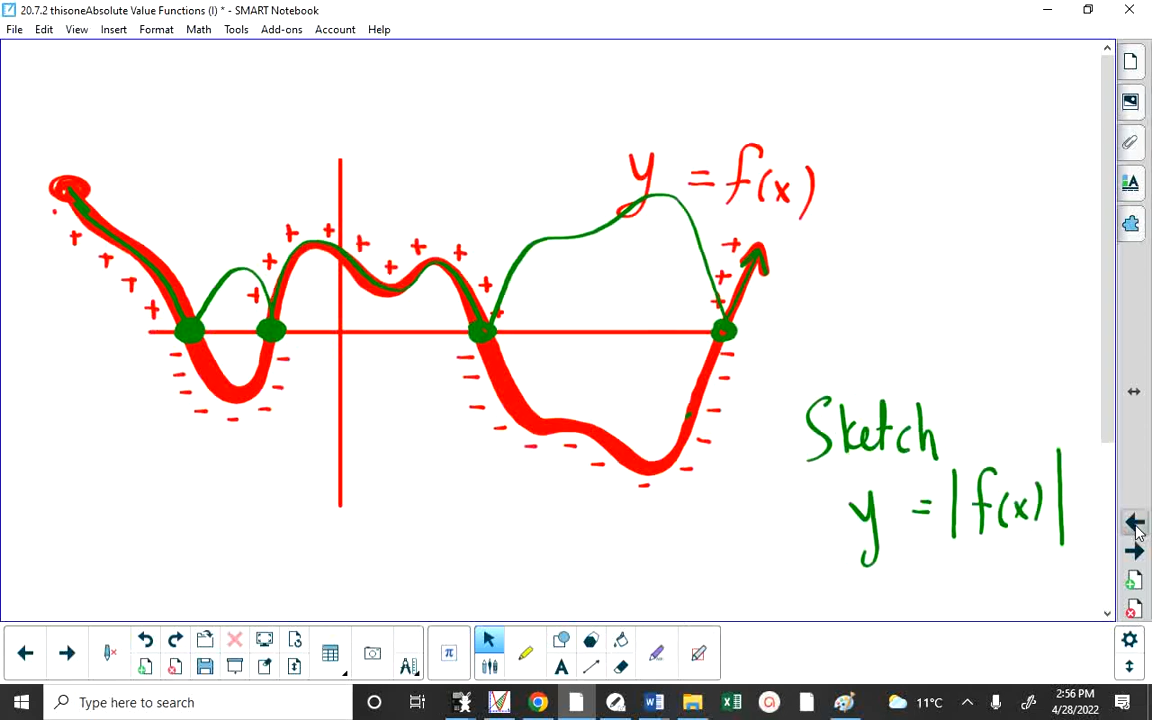 20.7.2 thisoneAbsolute Value Functions (I) * - SMART Notebook
File Edit View Insert Format Math Tools Add-ons Account Help
y = f(x)
Sketch
y = |f(x)|
Type here to search
11°C
2:56 PM
4/28/2022